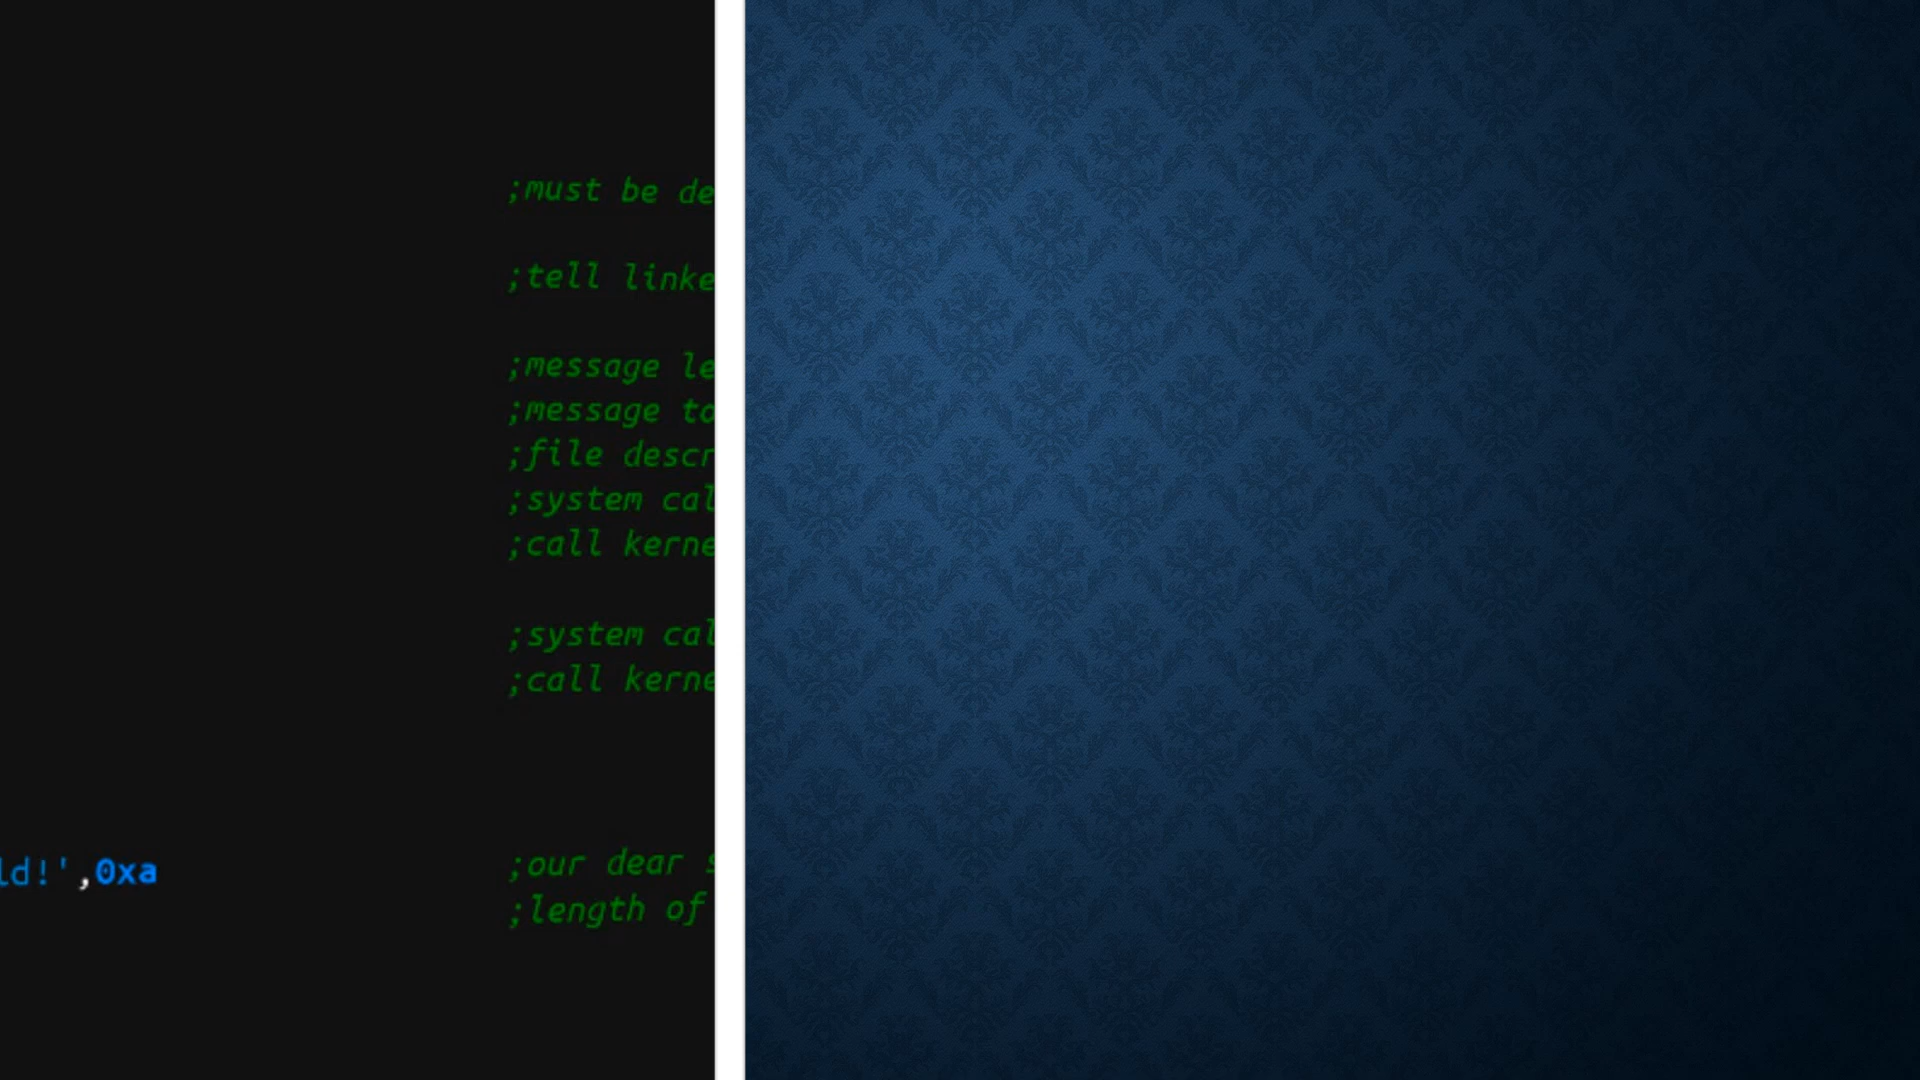 ;must be de
;tell linke
;message le
;message to
;file descr
;system cal
;call kerne
;system cal
;call kerne
ld!',0xa ;our dear s
;length of